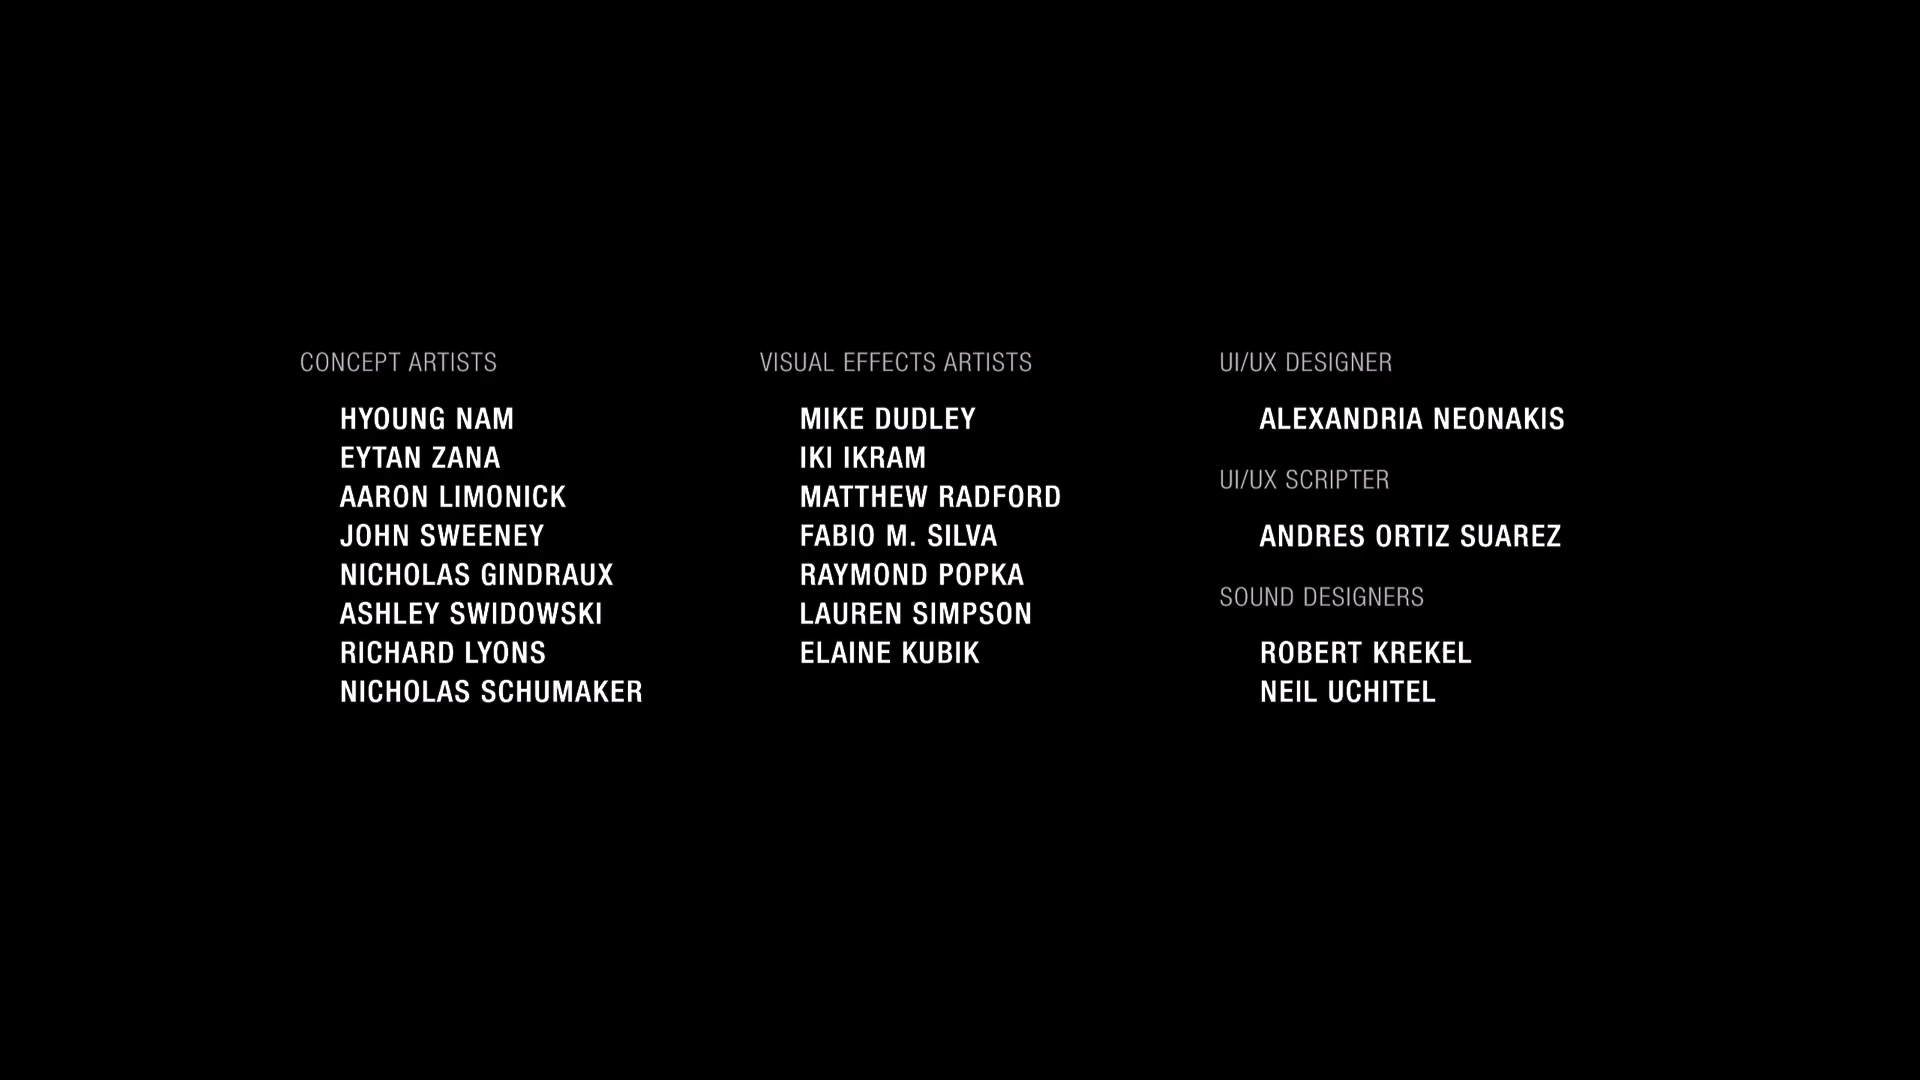 CONCEPT ARTISTS
HYOUNG NAM
EYTAN ZANA
AARON LIMONICK
JOHN SWEENEY
NICHOLAS GINDRAUX
ASHLEY SWIDOWSKI
RICHARD LYONS
NICHOLAS SCHUMAKER
VISUAL EFFECTS ARTISTS
MIKE DUDLEY
IKI IKRAM
MATTHEW RADFORD
FABIO M. SILVA
RAYMOND POPKA
LAUREN SIMPSON
ELAINE KUBIK
UI/UX DESIGNER
ALEXANDRIA NEONAKIS
UI/UX SCRIPTER
ANDRES ORTIZ SUAREZ
SOUND DESIGNERS
ROBERT KREKEL
NEIL UCHITEL